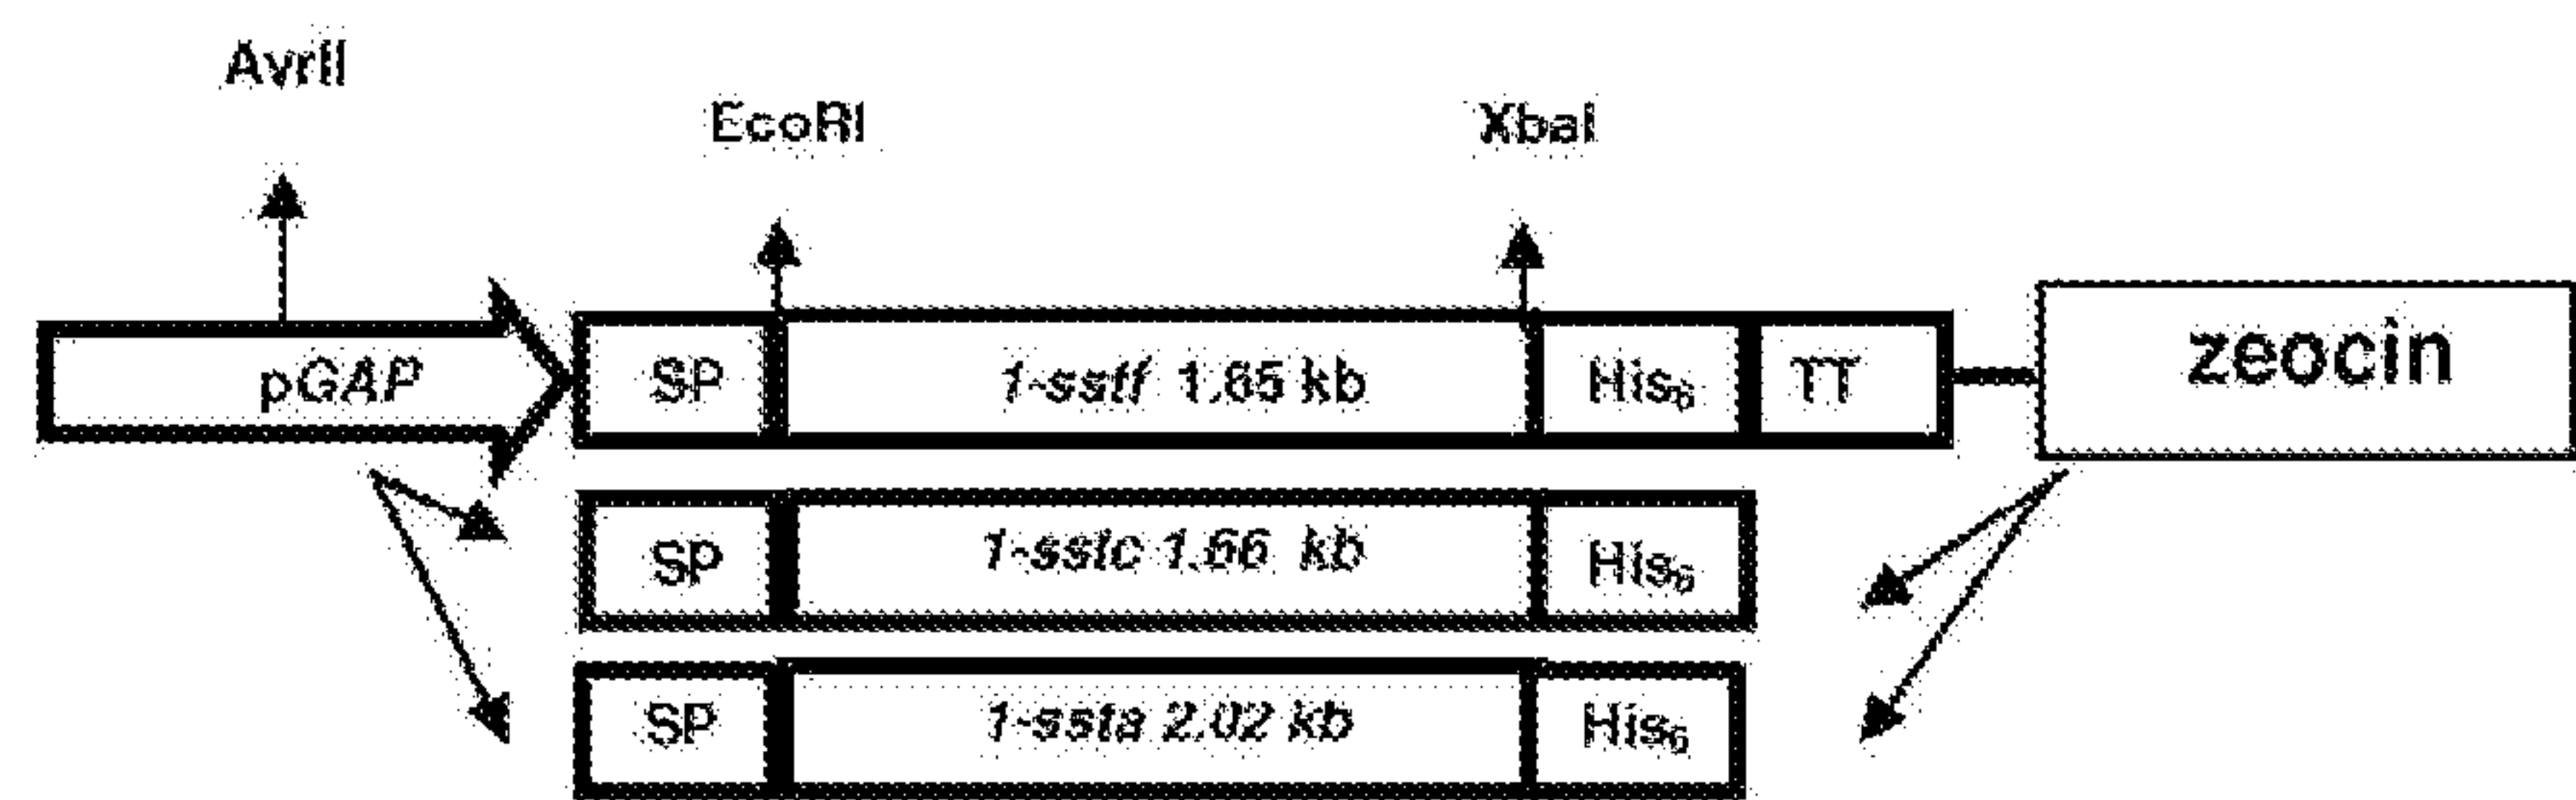 AvrII
EcoRI
XbaI
pGAP
SP
1-sstf 1.65 kb
His6
TT
zeocin
SP
1-sstc 1.66 kb
His6
SP
1-ssta 2.02 kb
His6